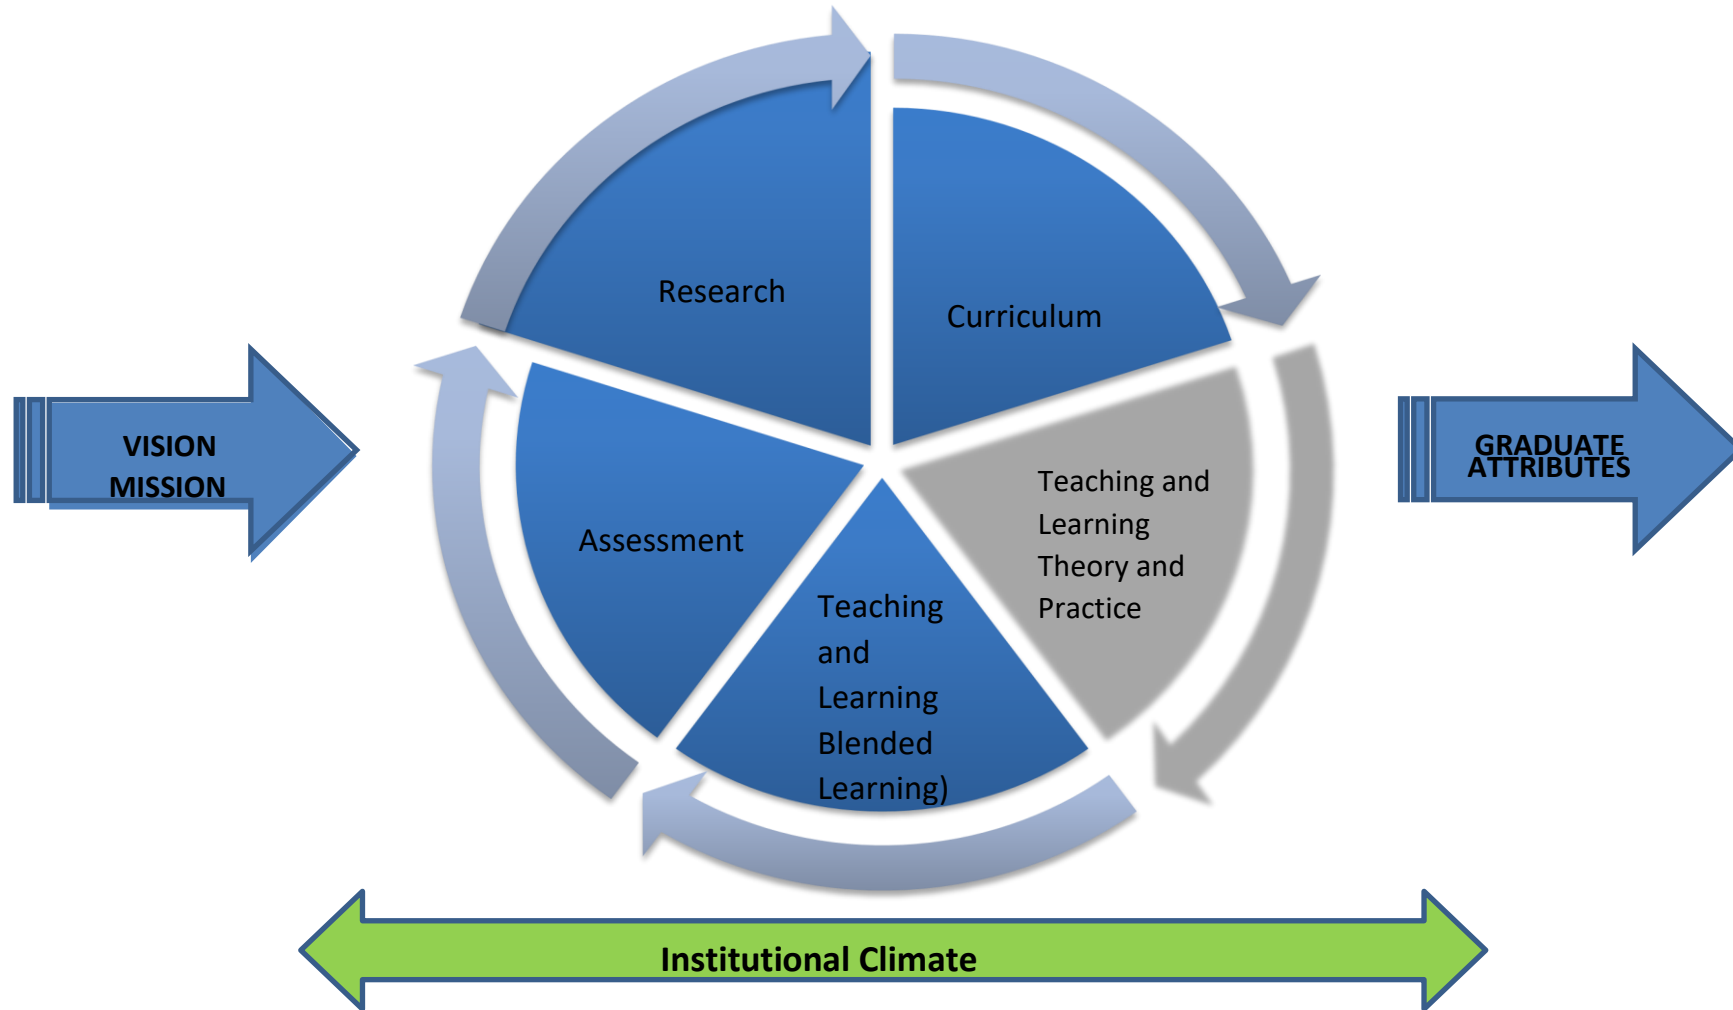 Research
Curriculum
VISION
MISSION
GRADUATE
ATTRIBUTES
Teaching and
Learning
Theory and
Practice
Assessment
Teaching
and
Learning
Blended
Learning)
Institutional Climate